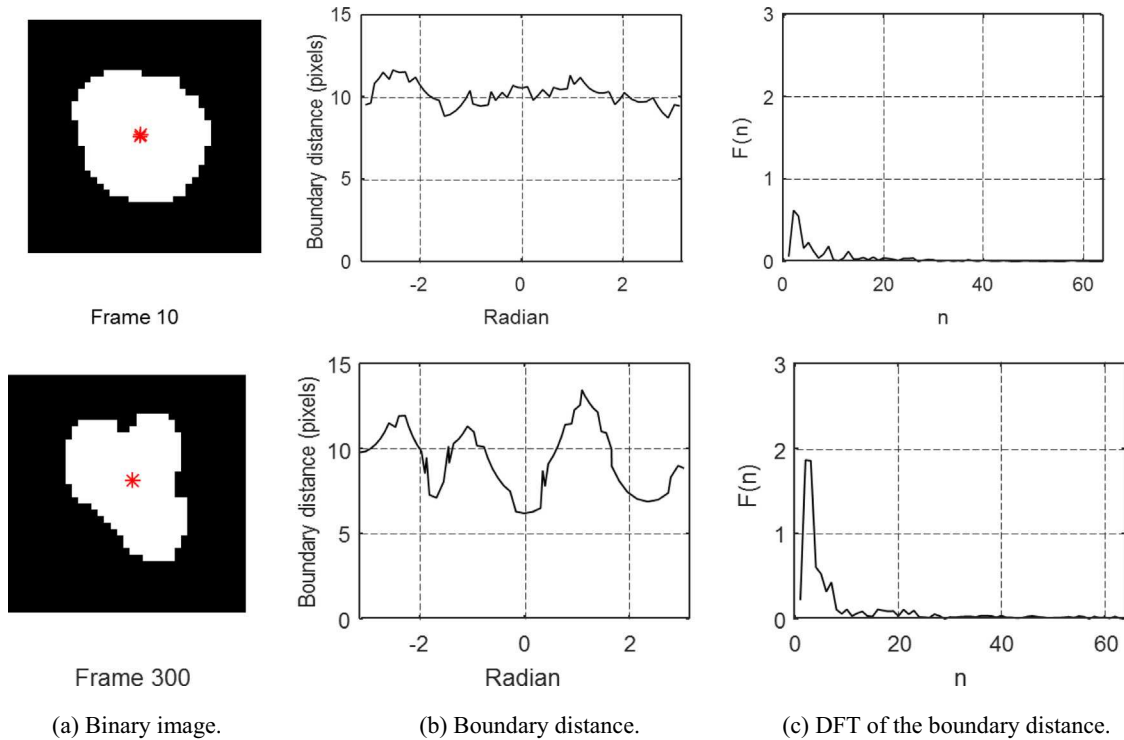 15
10
5
0
Boundary distance (pixels)
-2
0
2
Radian
3
2
1
0
F(n)
0
20
40
60
n
Frame 10
15
10
5
0
Boundary distance (pixels)
-2
0
2
Radian
3
2
1
0
F(n)
0
20
40
60
n
Frame 300
(a) Binary image.
(b) Boundary distance.
(c) DFT of the boundary distance.